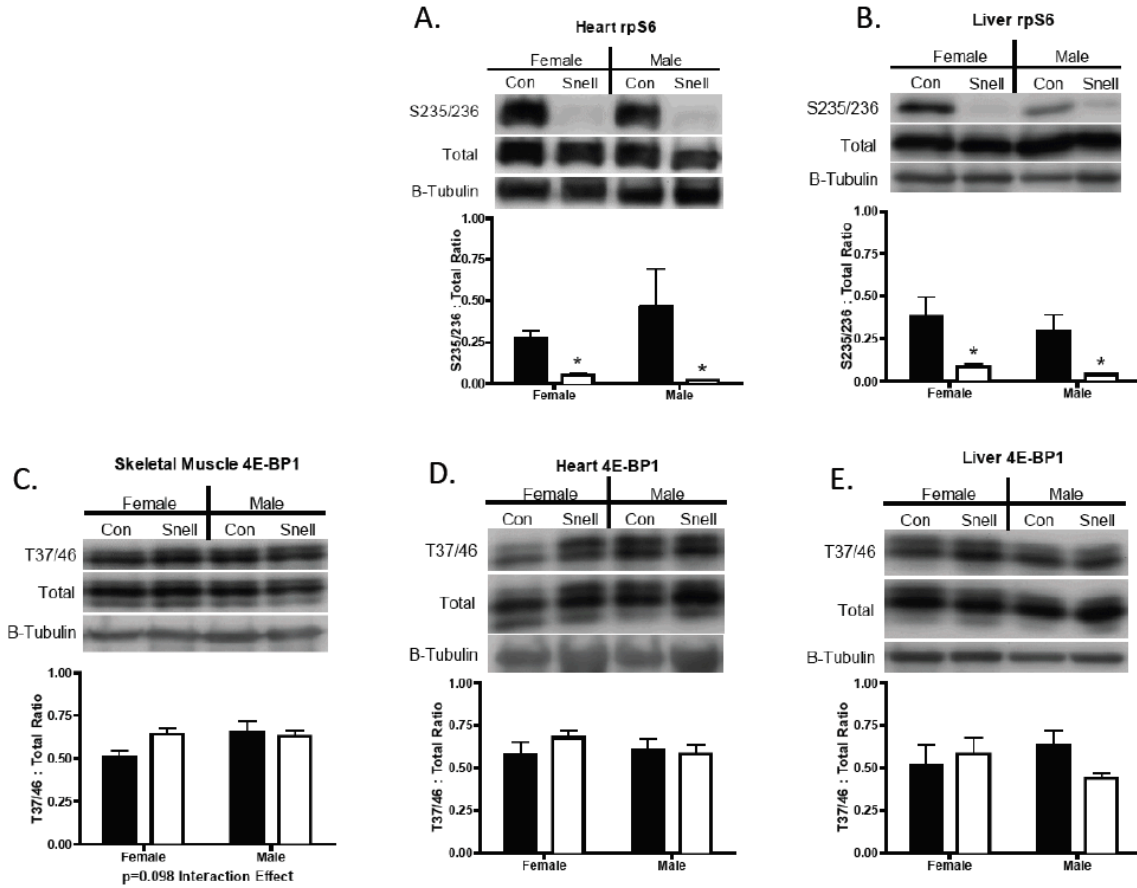 A.
Heart rpS6
Female Male
Con Snell Con Snell
S235/236
Total
B-Tubulin
S235/236 : Total Ratio
1.00
0.75
0.50
0.25
0.00
*
*
Female Male
B.
Liver rpS6
Female Male
Con Snell Con Snell
S235/236
Total
B-Tubulin
S235/236 : Total Ratio
1.00
0.75
0.50
0.25
0.00
*
*
Female Male
C.
Skeletal Muscle 4E-BP1
Female Male
Con Snell Con Snell
T37/46
Total
B-Tubulin
T37/46 : Total Ratio
1.00
0.75
0.50
0.25
0.00
Female Male
p=0.098 Interaction Effect
D.
Heart 4E-BP1
Female Male
Con Snell Con Snell
T37/46
Total
B-Tubulin
T37/46 : Total Ratio
1.00
0.75
0.50
0.25
0.00
Female Male
E.
Liver 4E-BP1
Female Male
Con Snell Con Snell
T37/46
Total
B-Tubulin
T37/46 : Total Ratio
1.00
0.75
0.50
0.25
0.00
Female Male